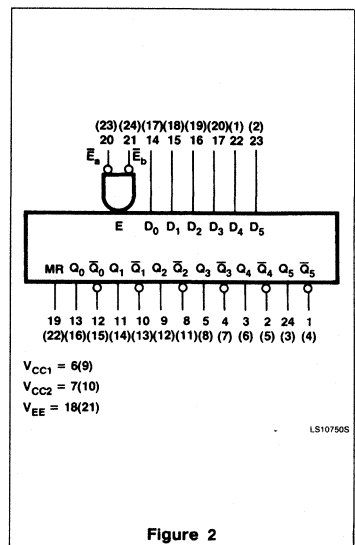 (23) (24) (17) (18) (19) (20) (1) (2)
20 21 14 15 16 17 22 23
E̅a E̅b
E D0 D1 D2 D3 D4 D5
MR Q0 Q̅0 Q1 Q̅1 Q2 Q̅2 Q3 Q̅3 Q4 Q̅4 Q5 Q̅5
19 13 12 11 10 9 8 5 4 3 2 24 1
(22) (16) (15) (14) (13) (12) (11) (8) (7) (6) (5) (3) (4)
VCC1 = 6(9)
VCC2 = 7(10)
VEE = 18(21)
LS10750S
Figure 2